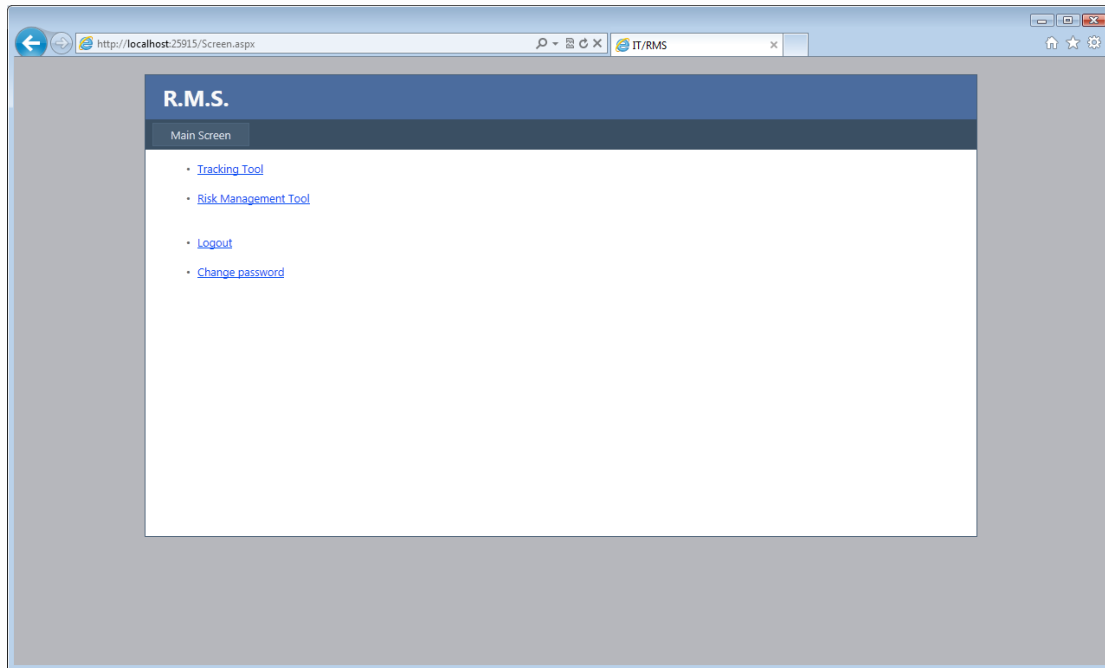 http://localhost:25915/Screen.aspx
IT/RMS
R.M.S.
Main Screen
• Tracking Tool
• Risk Management Tool
• Logout
• Change password